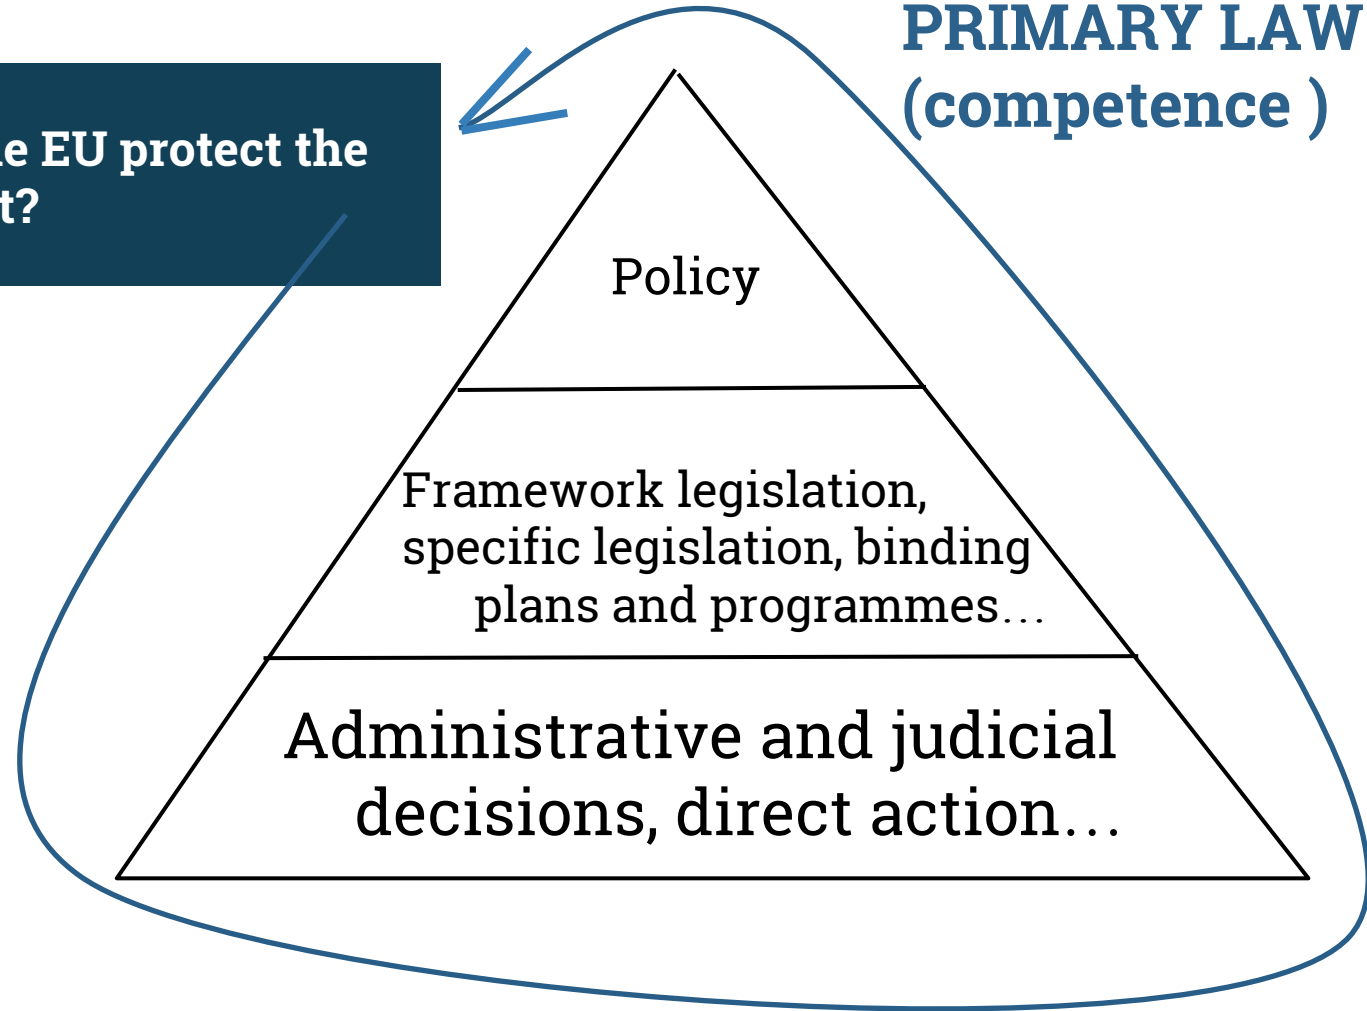 PRIMARY LAW
(competence )
e EU protect the
t?
Policy
Framework legislation,
specific legislation, binding
plans and programmes...
Administrative and judicial
decisions, direct action...